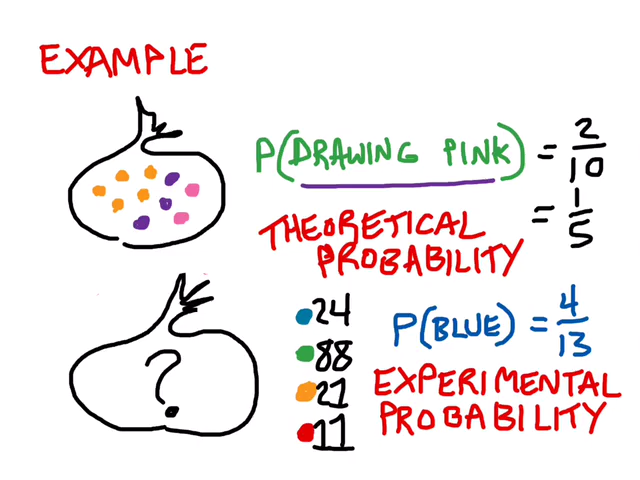 EXAMPLE
P(DRAWING PINK) = 2/10
= 1/5
THEORETICAL
PROBABILITY
?
24
88
21
11
P(BLUE) = 4/13
EXPERIMENTAL
PROBABILITY